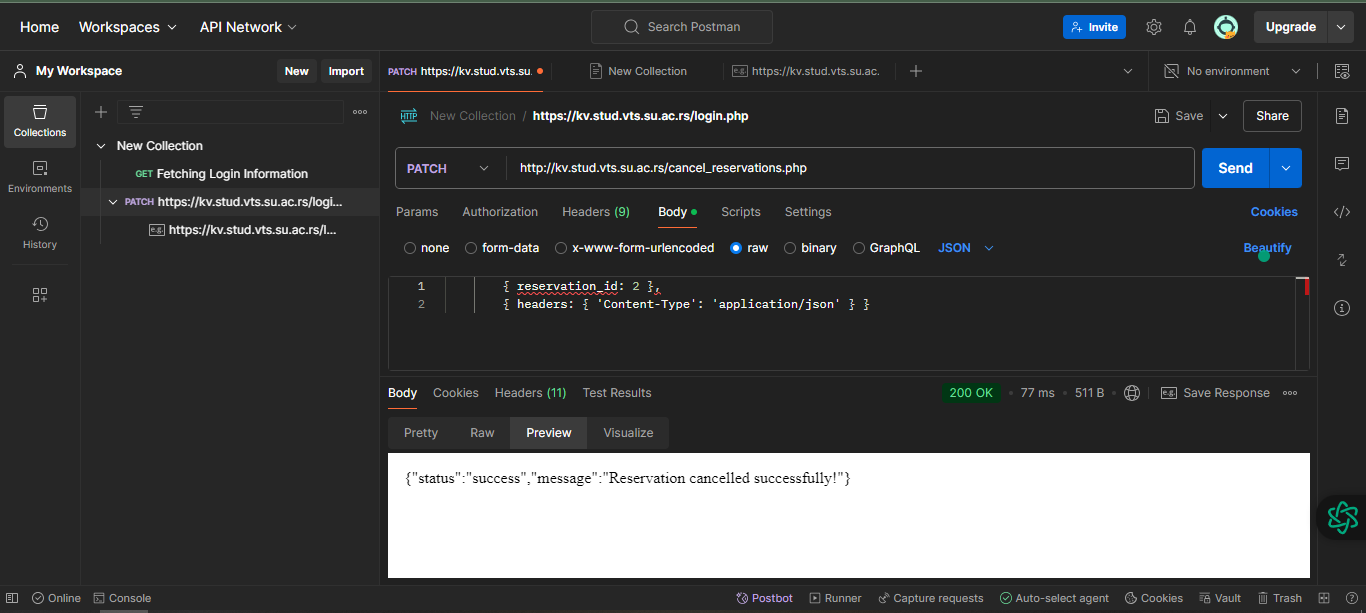 Home Workspaces API Network Search Postman Invite Upgrade
My Workspace New Import PATCH https://kv.stud.vts.su. New Collection e.g. https://kv.stud.vts.su.ac. No environment
Collections
Environments
History
New Collection
GET Fetching Login Information
PATCH https://kv.stud.vts.su.ac.rs/logi...
e.g. https://kv.stud.vts.su.ac.rs/l...
HTTP New Collection / https://kv.stud.vts.su.ac.rs/login.php Save Share
PATCH http://kv.stud.vts.su.ac.rs/cancel_reservations.php Send
Params Authorization Headers (9) Body Scripts Settings Cookies
none form-data x-www-form-urlencoded raw binary GraphQL JSON Beautify
1 { reservation_id: 2 },
2 { headers: { 'Content-Type': 'application/json' } }
Body Cookies Headers (11) Test Results 200 OK 77 ms 511 B e.g. Save Response
Pretty Raw Preview Visualize
{"status":"success","message":"Reservation cancelled successfully!"}
Online Console Postbot Runner Capture requests Auto-select agent Cookies Vault Trash